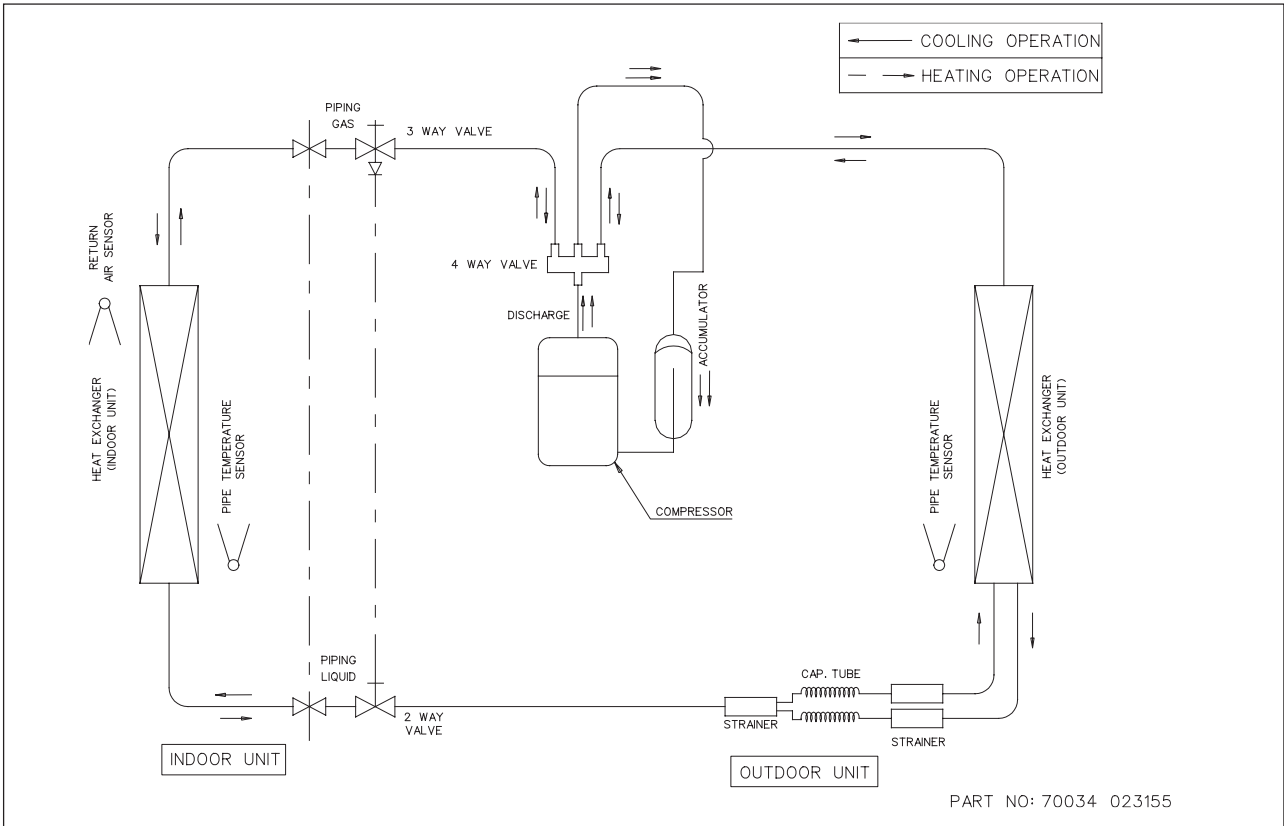 COOLING OPERATION
HEATING OPERATION
PIPING
GAS
3 WAY VALVE
RETURN
AIR SENSOR
4 WAY VALVE
DISCHARGE
ACCUMULATOR
HEAT EXCHANGER
(INDOOR UNIT)
PIPE TEMPERATURE
SENSOR
COMPRESSOR
PIPE TEMPERATURE
SENSOR
HEAT EXCHANGER
(OUTDOOR UNIT)
PIPING
LIQUID
2 WAY
VALVE
CAP. TUBE
STRAINER
STRAINER
INDOOR UNIT
OUTDOOR UNIT
PART NO: 70034 023155